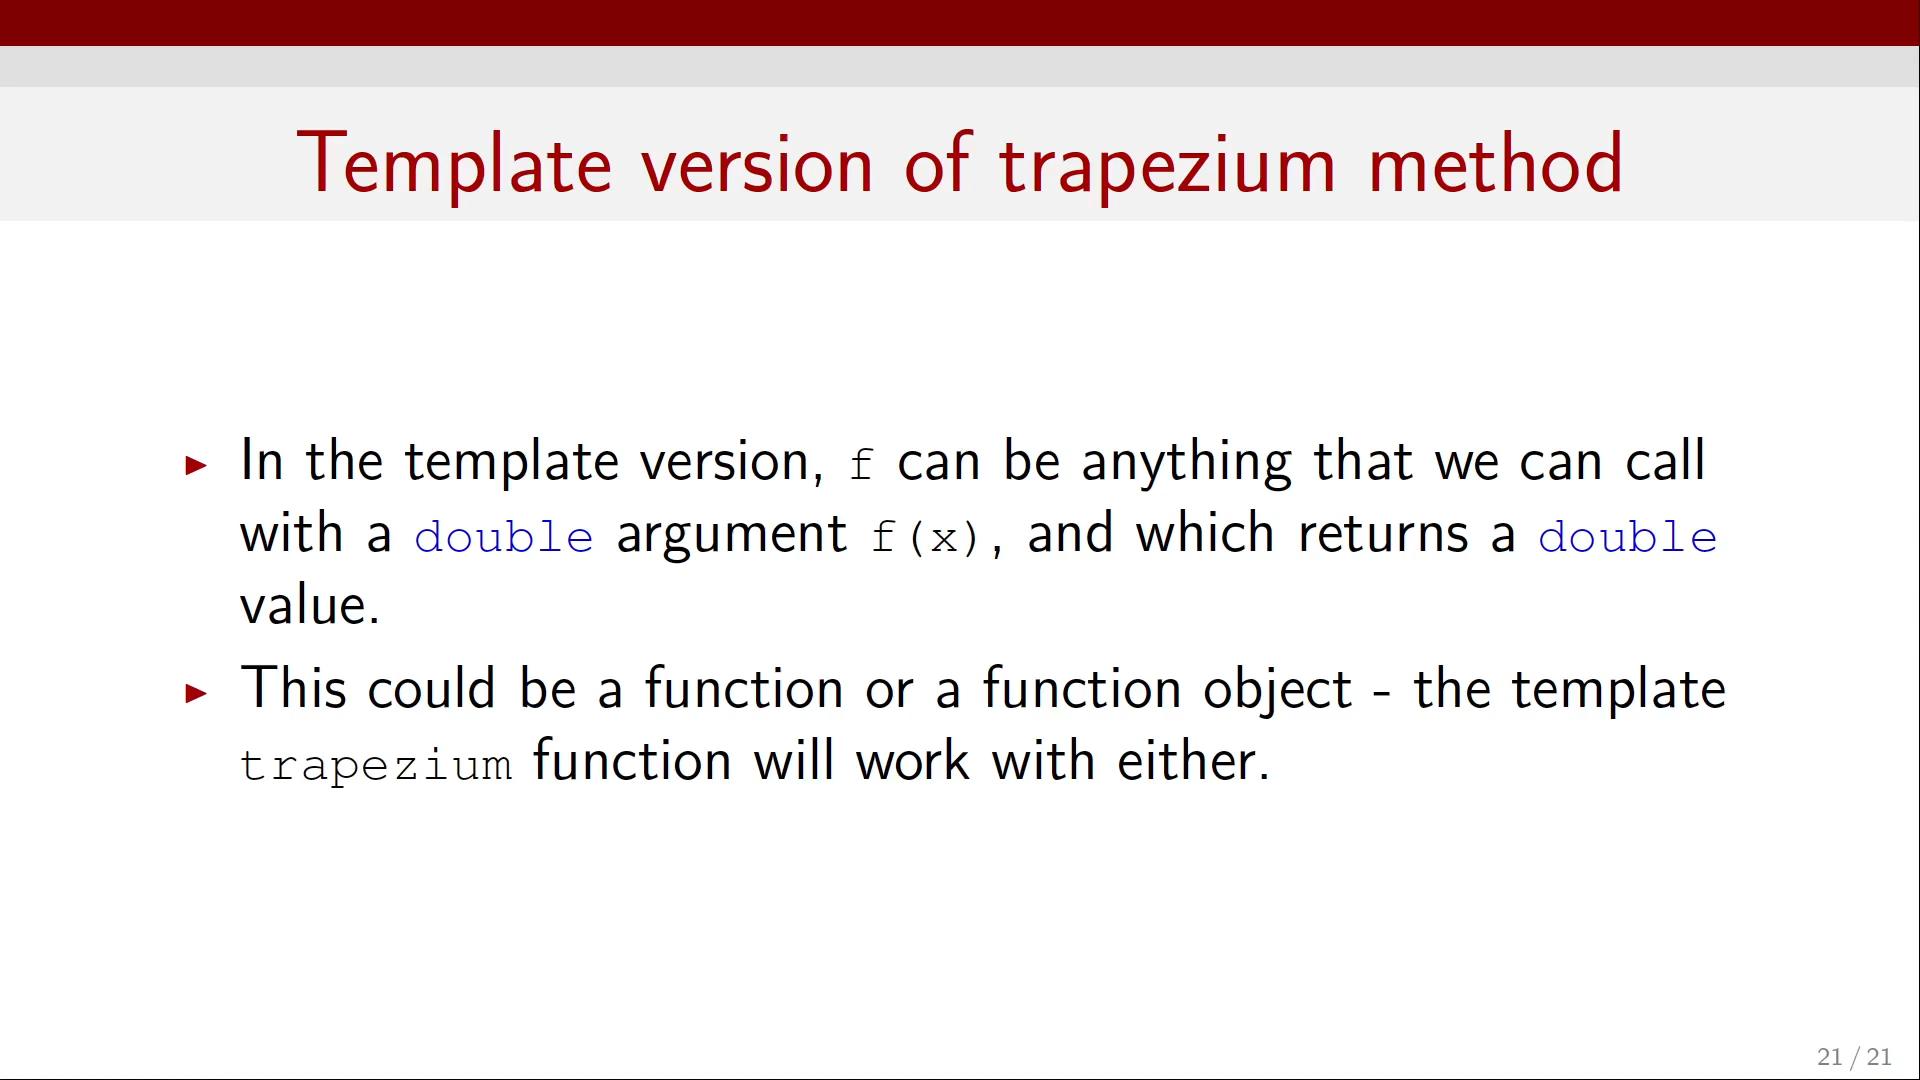 Template version of trapezium method
▶ In the template version, f can be anything that we can call
with a double argument f(x), and which returns a double
value.
▶ This could be a function or a function object - the template
trapezium function will work with either.
21 / 21